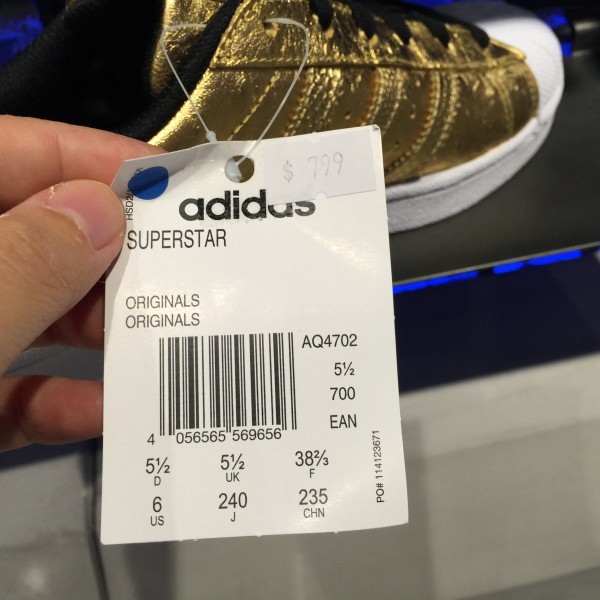 $ 799
adidas
SUPERSTAR
ORIGINALS
ORIGINALS
AQ4702
5½
700
EAN
4 056565 569656
5½ 5½ 38⅔
D UK F
6 240 235
US J CHN
PO# 114123671